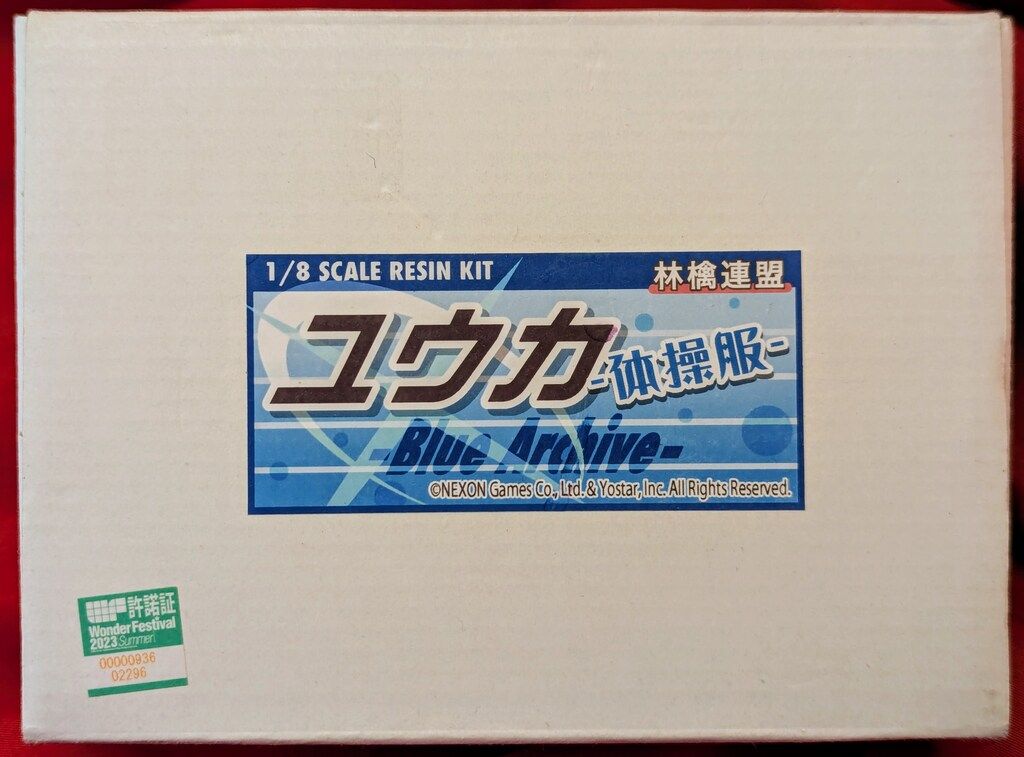 1/8 SCALE RESIN KIT
林檎連盟
ユウカ
-体操服-
-Blue Archive-
©NEXON Games Co., Ltd. & Yostar, Inc. All Rights Reserved.
WF 許諾証
Wonder Festival
2023 Summer
00000936
02296